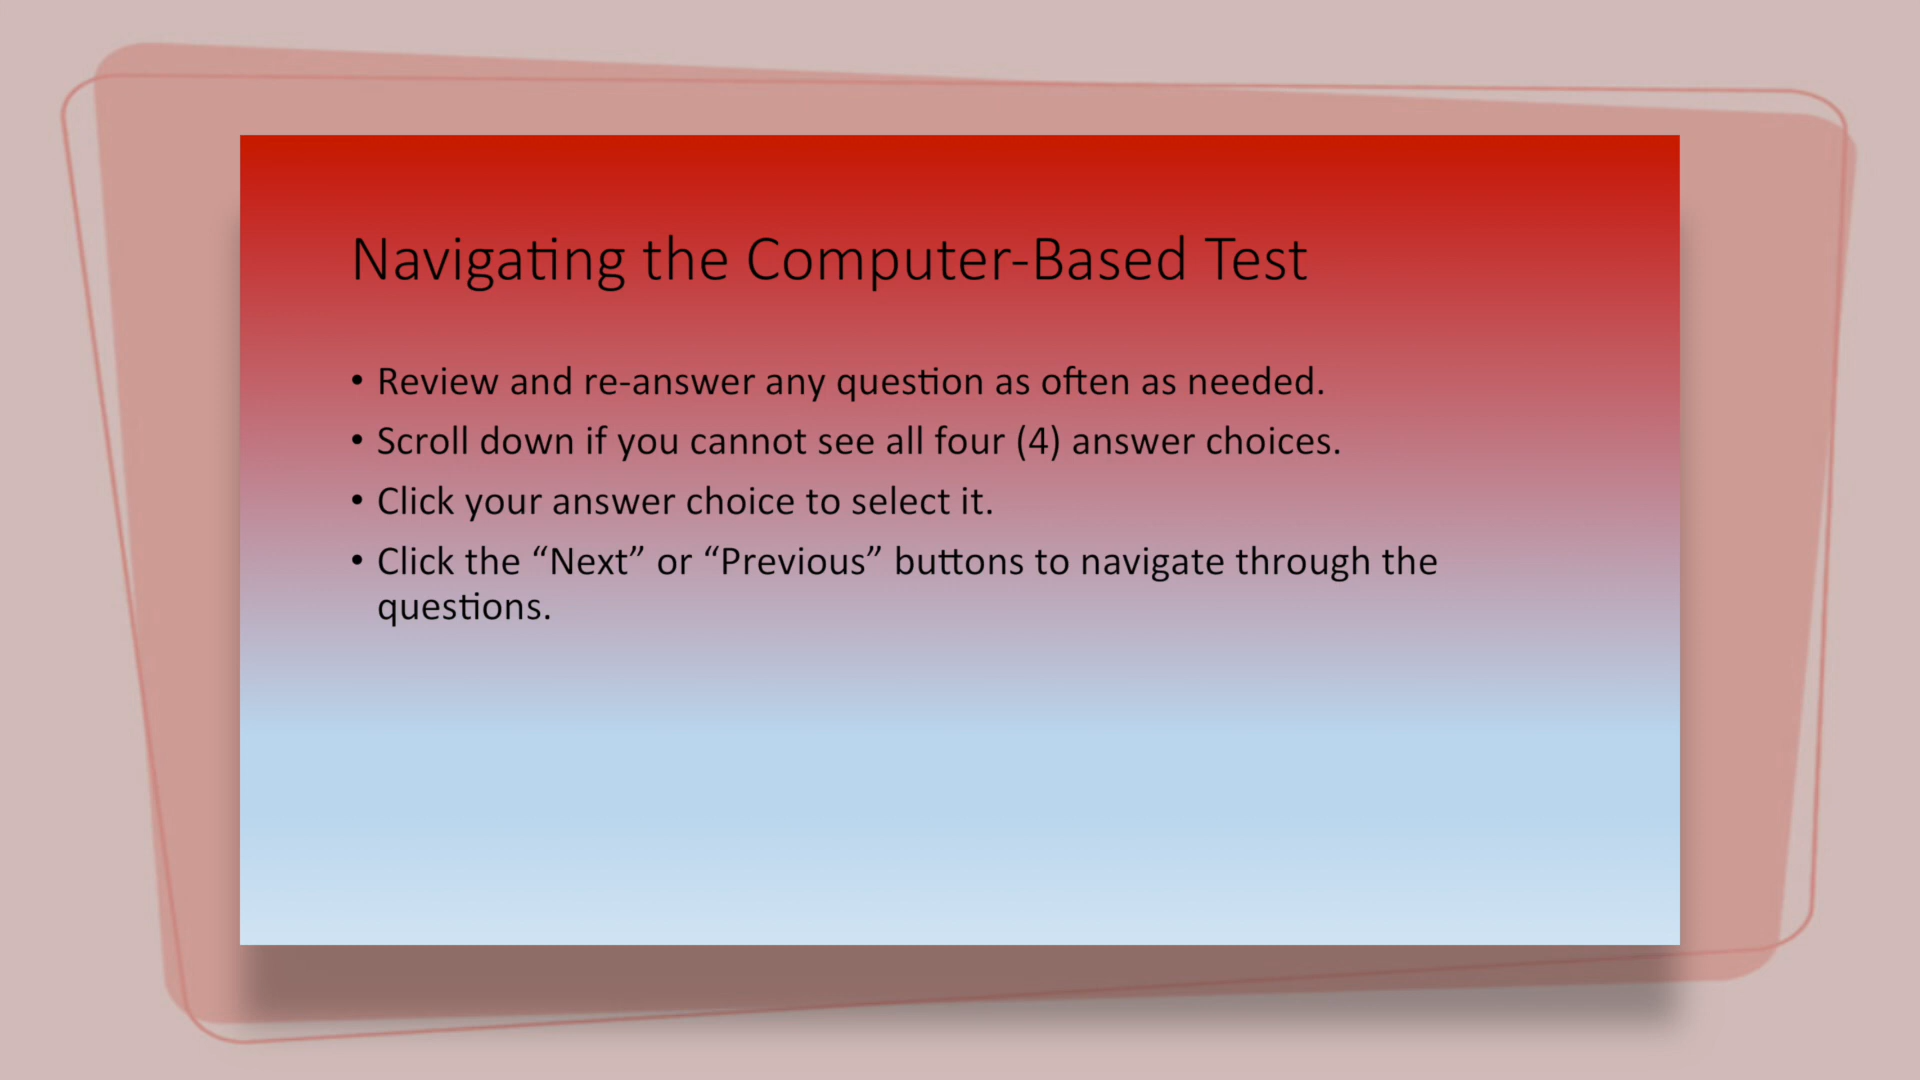 Navigating the Computer-Based Test
• Review and re-answer any question as often as needed.
• Scroll down if you cannot see all four (4) answer choices.
• Click your answer choice to select it.
• Click the “Next” or “Previous” buttons to navigate through the
questions.